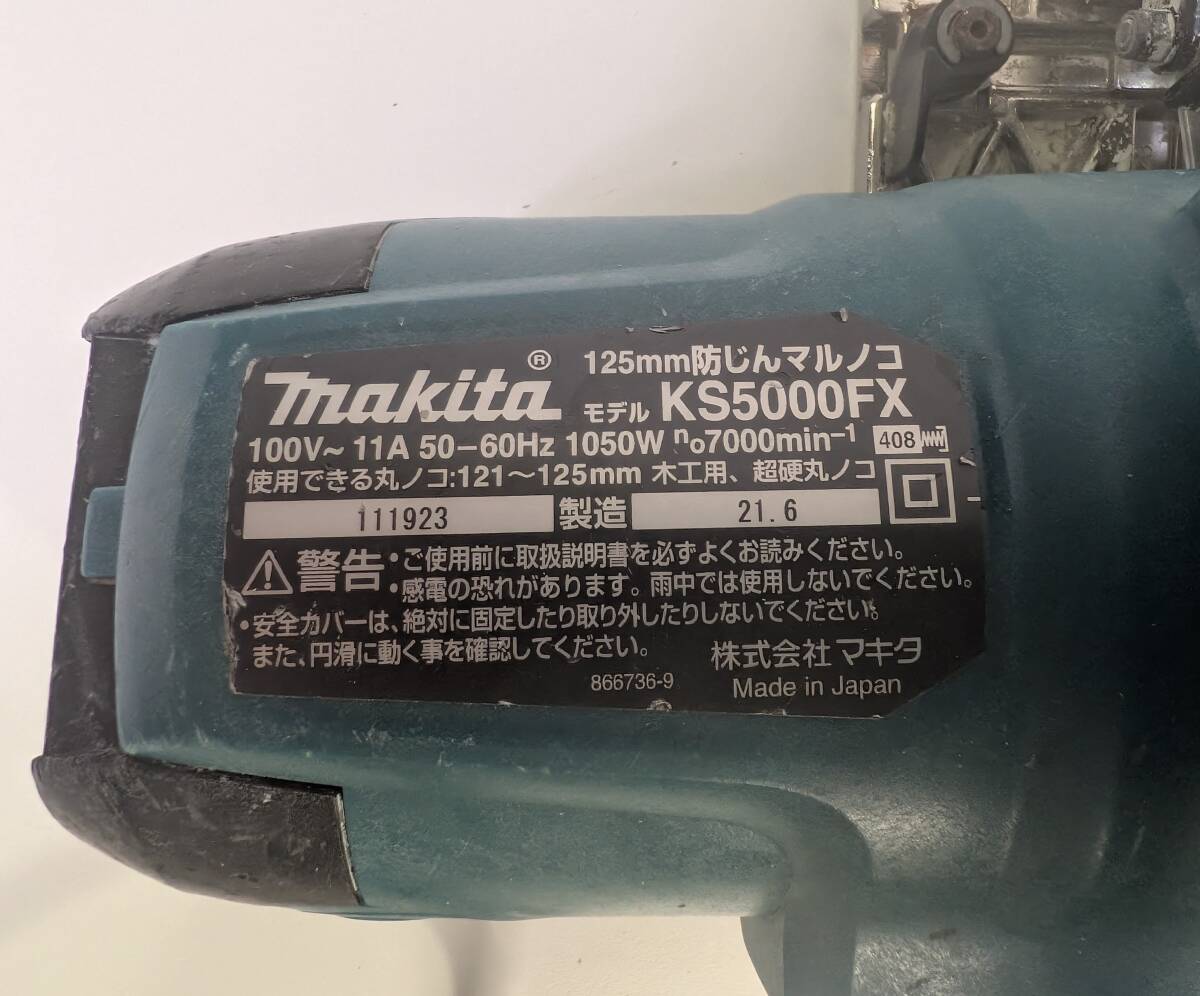 makita® 125mm防じんマルノコ
モデル KS5000FX
100V～ 11A 50－60Hz 1050W n₀7000min⁻¹ 408
使用できる丸ノコ:121～125mm 木工用、超硬丸ノコ
111923 製造 21.6
警告 •ご使用前に取扱説明書を必ずよくお読みください。
•感電の恐れがあります。雨中では使用しないでください。
•安全カバーは、絶対に固定したり取り外したりしないでください。
また、円滑に動く事を確認してください。
株式会社 マキタ
866736-9 Made in Japan